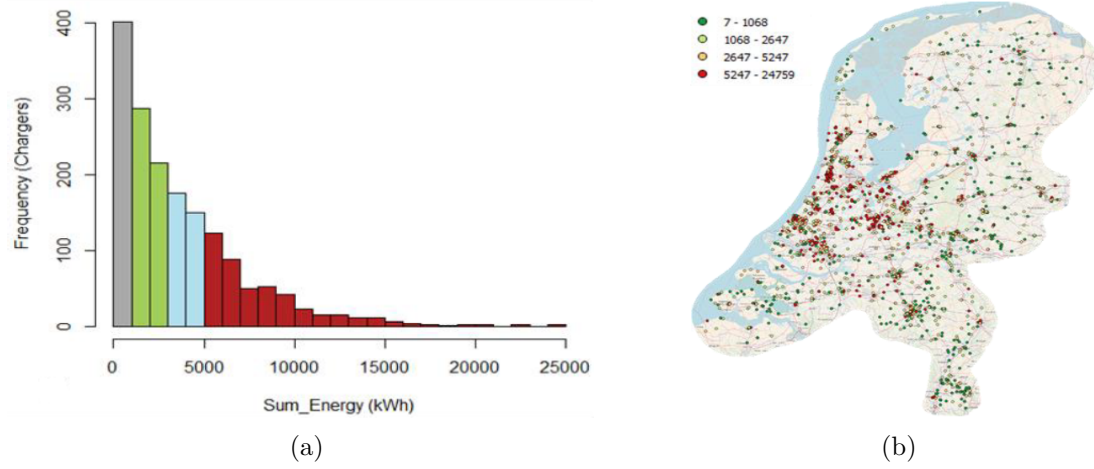 Frequency (Chargers)
400
300
200
100
0
0 5000 10000 15000 20000 25000
Sum_Energy (kWh)
(a)
7 - 1068
1068 - 2647
2647 - 5247
5247 - 24759
(b)